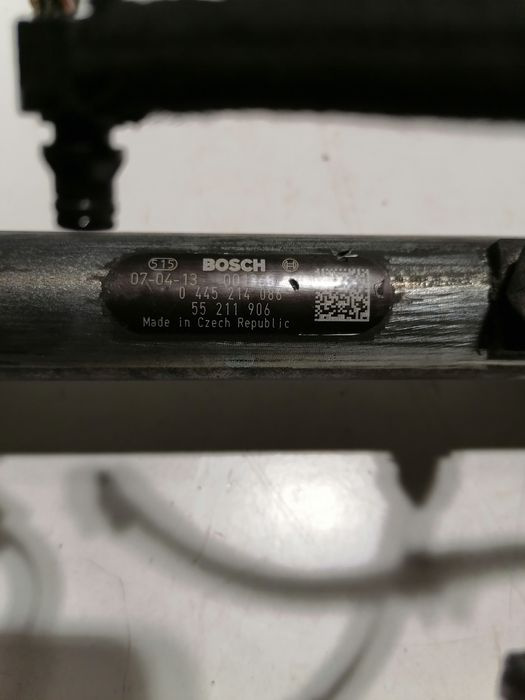 515 BOSCH
07-04-13
0 445 214 086
55 211 906
Made in Czech Republic